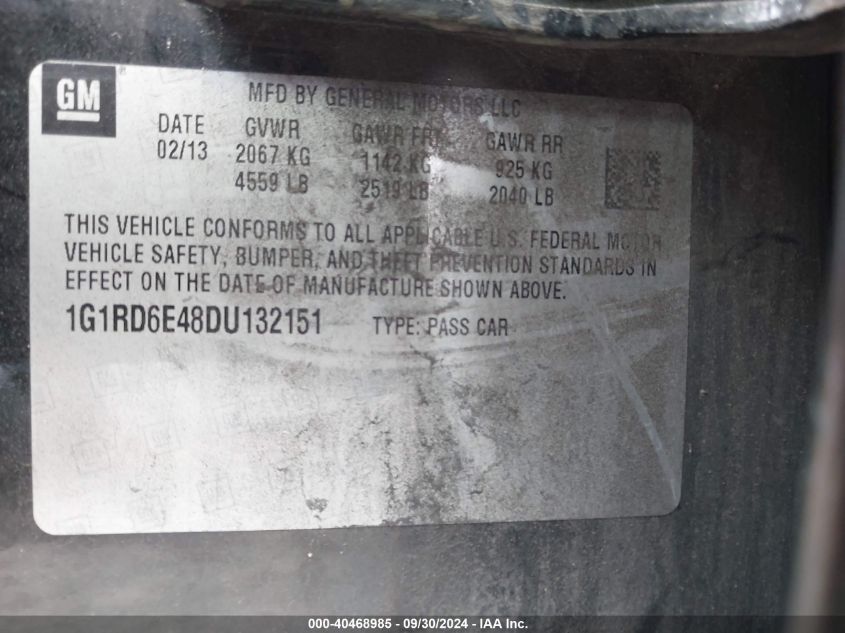 GM
MFD BY GENERAL MOTORS LLC
DATE GVWR GAWR FRT GAWR RR
02/13 2067 KG 1142 KG 925 KG
4559 LB 2519 LB 2040 LB
THIS VEHICLE CONFORMS TO ALL APPLICABLE U.S. FEDERAL MOTOR
VEHICLE SAFETY, BUMPER, AND THEFT PREVENTION STANDARDS IN
EFFECT ON THE DATE OF MANUFACTURE SHOWN ABOVE.
1G1RD6E48DU132151 TYPE: PASS CAR
000-40468985 - 09/30/2024 - IAA Inc.